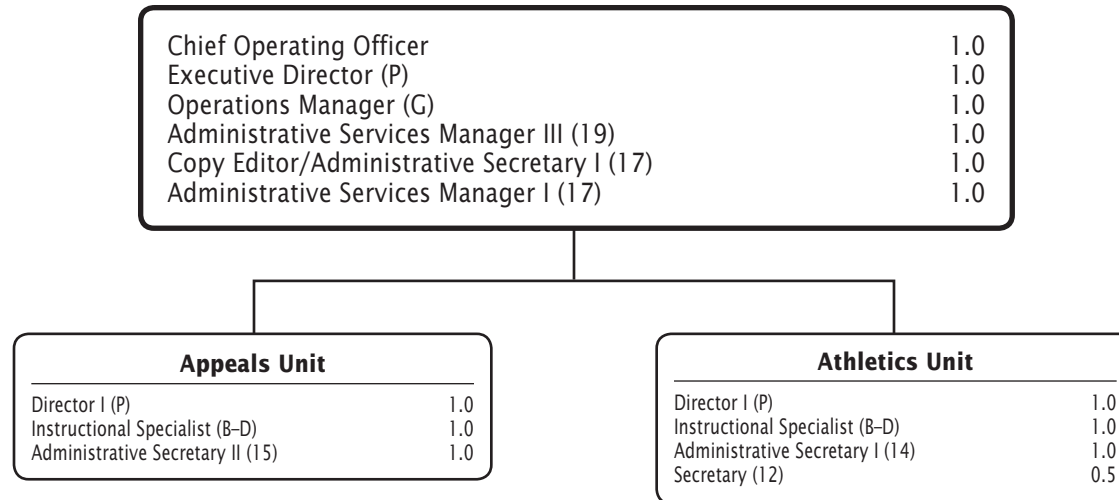 Chief Operating Officer 1.0
Executive Director (P) 1.0
Operations Manager (G) 1.0
Administrative Services Manager III (19) 1.0
Copy Editor/Administrative Secretary I (17) 1.0
Administrative Services Manager I (17) 1.0
Appeals Unit
Director I (P) 1.0
Instructional Specialist (B–D) 1.0
Administrative Secretary II (15) 1.0
Athletics Unit
Director I (P) 1.0
Instructional Specialist (B–D) 1.0
Administrative Secretary I (14) 1.0
Secretary (12) 0.5